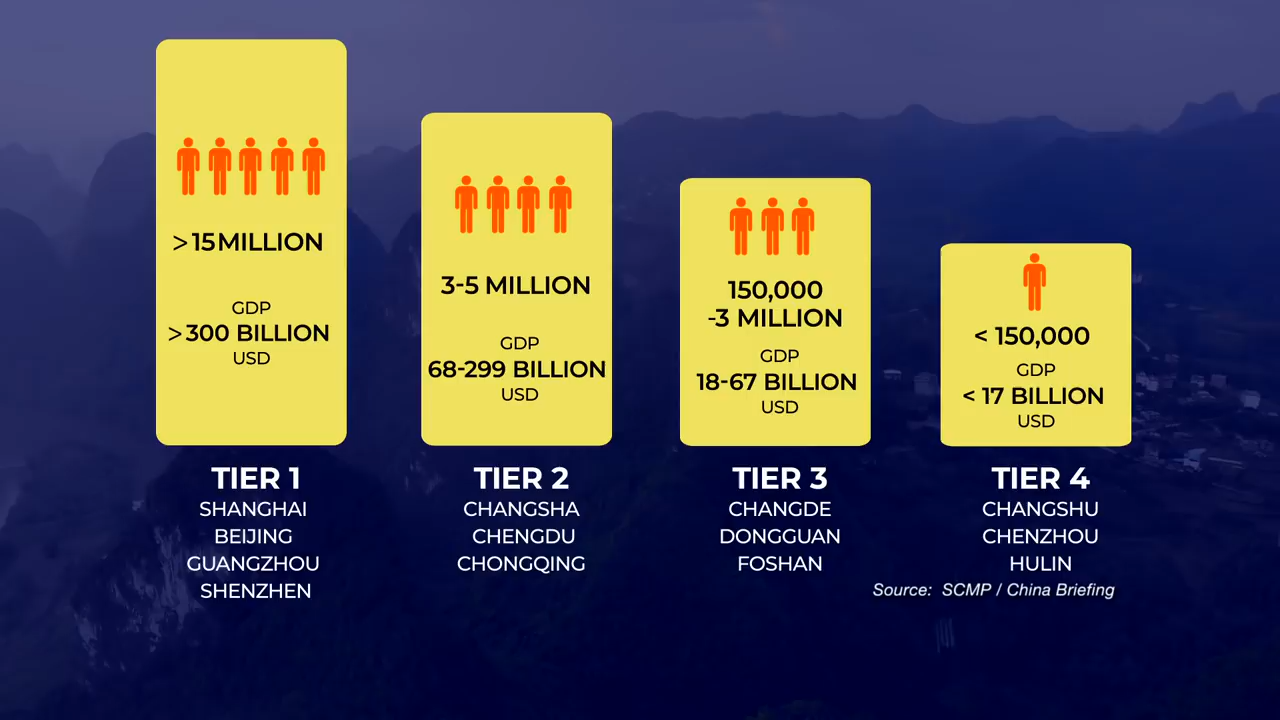 >15 MILLION
GDP
>300 BILLION
USD
TIER 1
SHANGHAI
BEIJING
GUANGZHOU
SHENZHEN
3-5 MILLION
GDP
68-299 BILLION
USD
TIER 2
CHANGSHA
CHENGDU
CHONGQING
150,000
-3 MILLION
GDP
18-67 BILLION
USD
TIER 3
CHANGDE
DONGGUAN
FOSHAN
< 150,000
GDP
< 17 BILLION
USD
TIER 4
CHANGSHU
CHENZHOU
HULIN
Source: SCMP / China Briefing